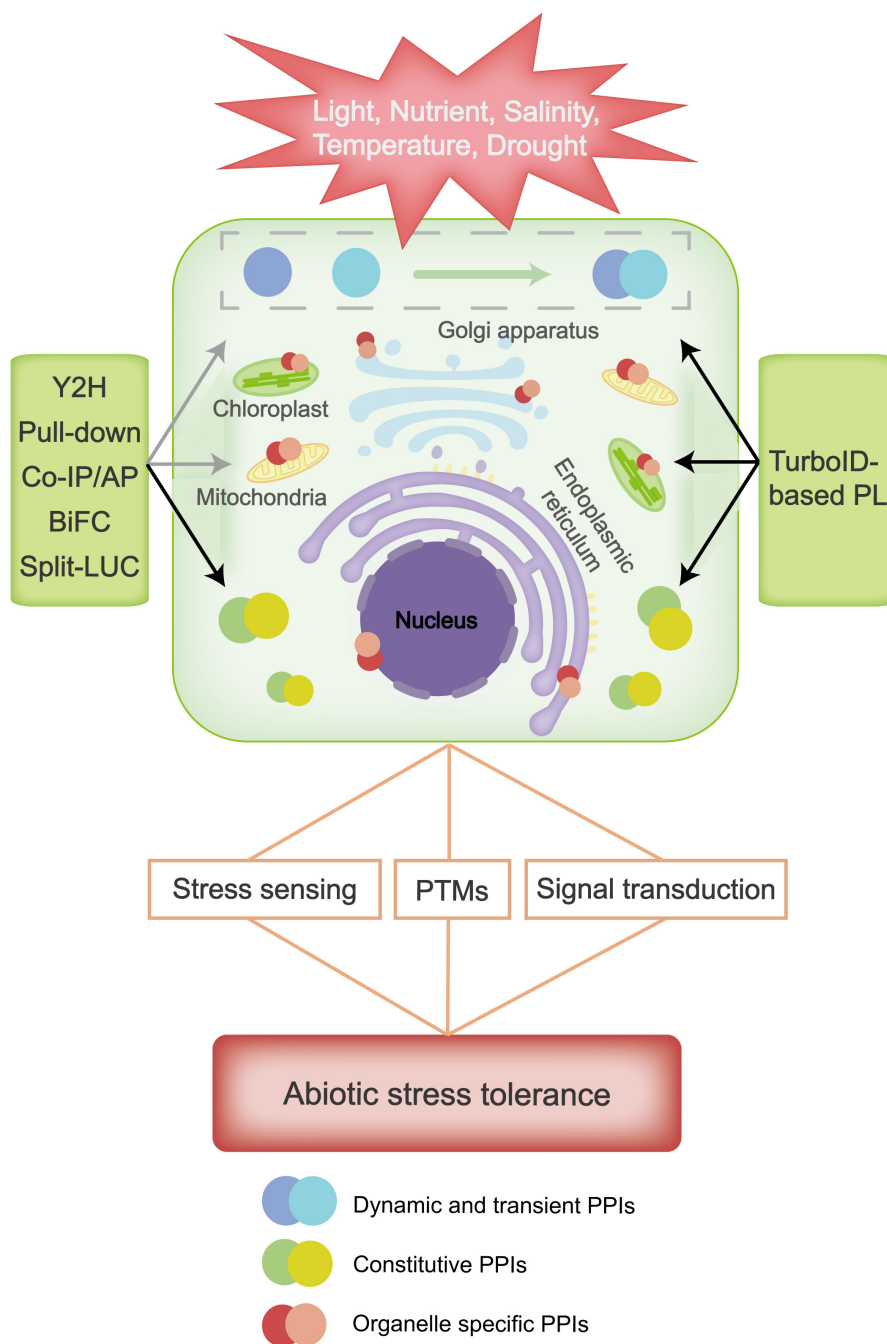 Light, Nutrient, Salinity,
Temperature, Drought
Golgi apparatus
Chloroplast
Mitochondria
Endoplasmic
reticulum
Nucleus
Y2H
Pull-down
Co-IP/AP
BiFC
Split-LUC
TurboID-
based PL
Stress sensing
PTMs
Signal transduction
Abiotic stress tolerance
Dynamic and transient PPIs
Constitutive PPIs
Organelle specific PPIs